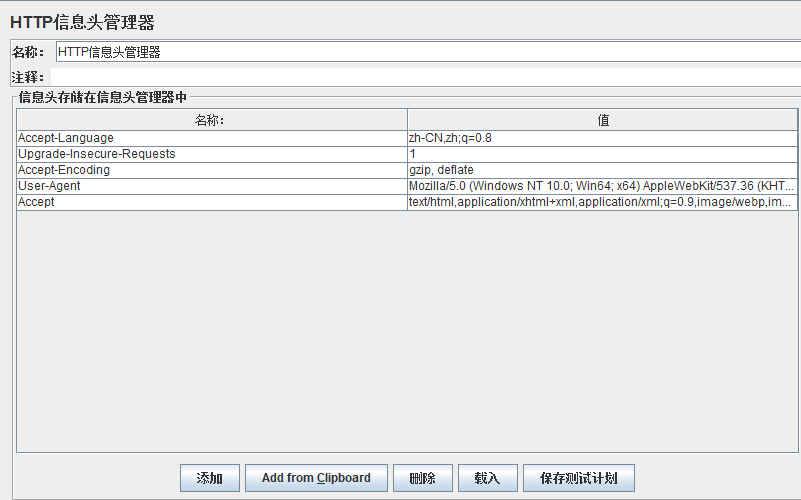 HTTP信息头管理器
名称： HTTP信息头管理器
注释：
信息头存储在信息头管理器中
名称： 值
Accept-Language zh-CN,zh;q=0.8
Upgrade-Insecure-Requests 1
Accept-Encoding gzip, deflate
User-Agent Mozilla/5.0 (Windows NT 10.0; Win64; x64) AppleWebKit/537.36 (KHT...
Accept text/html,application/xhtml+xml,application/xml;q=0.9,image/webp,im...
添加 Add from Clipboard 删除 载入 保存测试计划